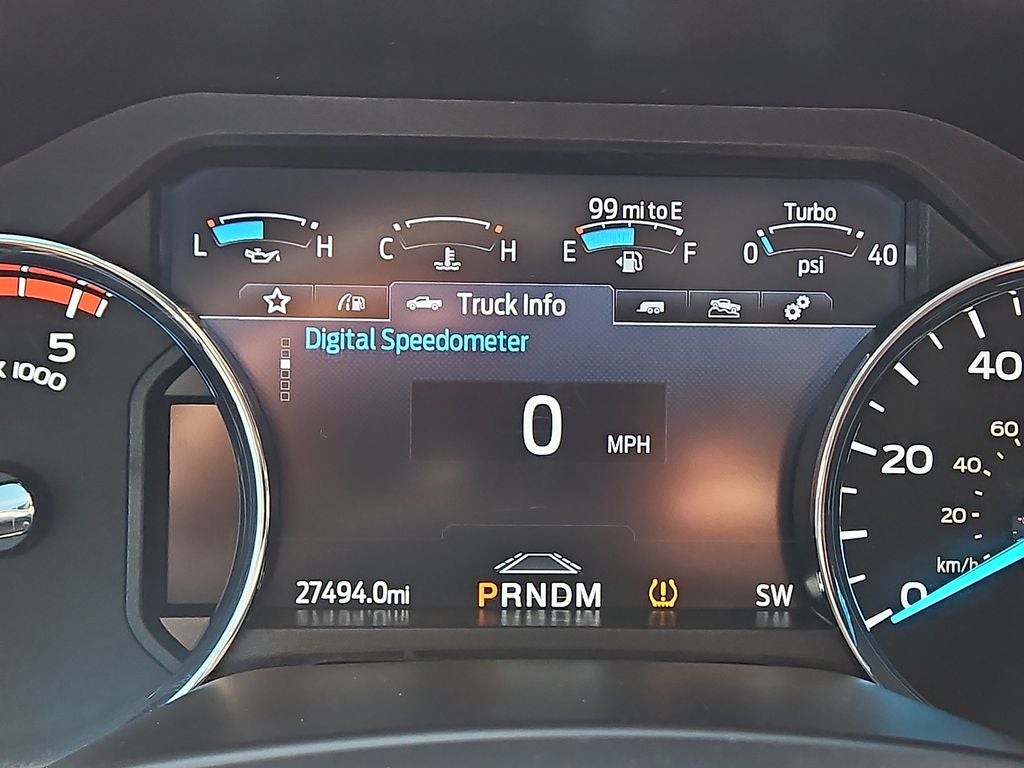 99 mi to E
Turbo
L H
C H
E F
0 40
psi
Truck Info
Digital Speedometer
0 MPH
5
x 1000
40
60
20
40
20
km/h
0
27494.0mi
PRNDM
SW